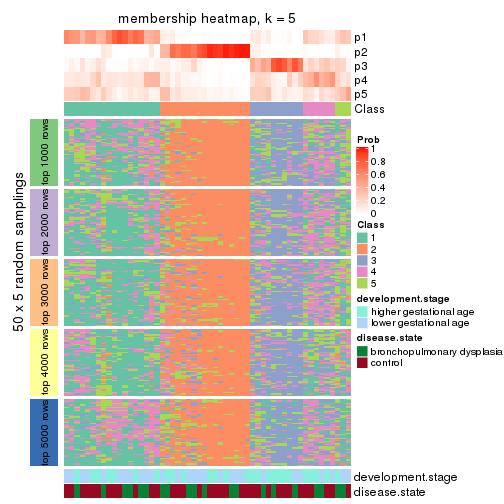 membership heatmap, k = 5
p1
p2
p3
p4
p5
Class
50 x 5 random samplings
top 1000 rows
top 2000 rows
top 3000 rows
top 4000 rows
top 5000 rows
development.stage
disease.state
Prob
1
0.8
0.6
0.4
0.2
0
Class
1
2
3
4
5
development.stage
higher gestational age
lower gestational age
disease.state
bronchopulmonary dysplasia
control